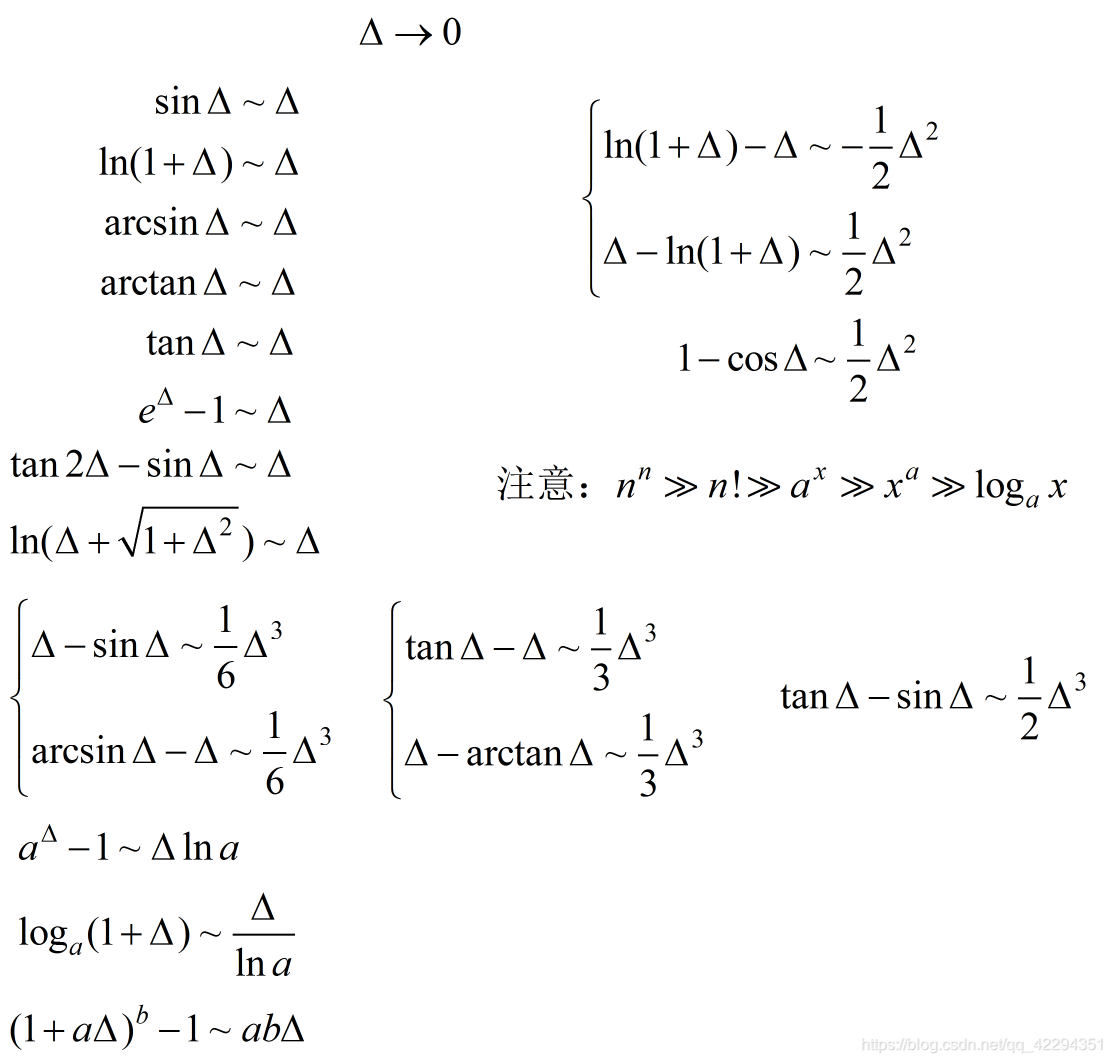 Δ → 0
sin Δ ~ Δ
ln(1+Δ) ~ Δ
arcsin Δ ~ Δ
arctan Δ ~ Δ
tan Δ ~ Δ
e^Δ − 1 ~ Δ
tan 2Δ − sin Δ ~ Δ
ln(Δ + √(1+Δ²)) ~ Δ
{ ln(1+Δ) − Δ ~ −1/2 Δ²
Δ − ln(1+Δ) ~ 1/2 Δ²
1 − cos Δ ~ 1/2 Δ²
注意：n^n ≫ n! ≫ a^x ≫ x^a ≫ log_a x
{ Δ − sin Δ ~ 1/6 Δ³
arcsin Δ − Δ ~ 1/6 Δ³
{ tan Δ − Δ ~ 1/3 Δ³
Δ − arctan Δ ~ 1/3 Δ³
tan Δ − sin Δ ~ 1/2 Δ³
a^Δ − 1 ~ Δ ln a
log_a(1+Δ) ~ Δ/ln a
(1+aΔ)^b − 1 ~ abΔ
https://blog.csdn.net/qq_42294351